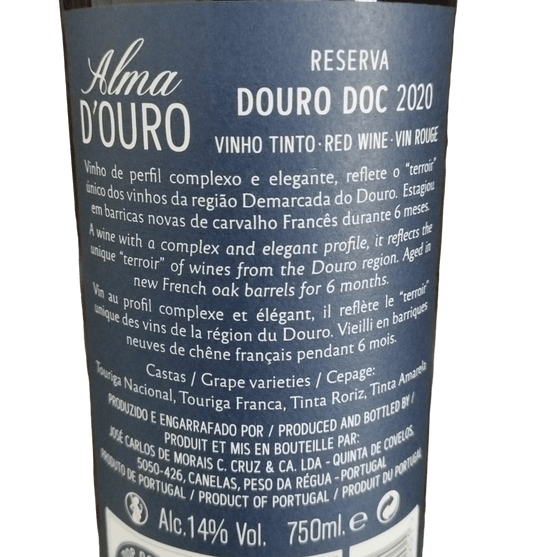 Alma
D'OURO
RESERVA
DOURO DOC 2020
VINHO TINTO · RED WINE · VIN ROUGE
Vinho de perfil complexo e elegante, reflete o "terroir"
único dos vinhos da região Demarcada do Douro. Estagiou
em barricas novas de carvalho Francês durante 6 meses.
A wine with a complex and elegant profile, it reflects the
unique "terroir" of wines from the Douro region. Aged in
new French oak barrels for 6 months.
Vin au profil complexe et élégant, il reflète le "terroir"
unique des vins de la région du Douro. Vieilli en barriques
neuves de chêne français pendant 6 mois.
Castas / Grape varieties / Cepage:
Touriga Nacional, Touriga Franca, Tinta Roriz, Tinta Amarela
PRODUZIDO E ENGARRAFADO POR / PRODUCED AND BOTTLED BY /
PRODUIT ET MIS EN BOUTEILLE PAR:
JOSÉ CARLOS DE MORAIS C. CRUZ & CA. LDA - QUINTA DE COVELOS,
5050-426, CANELAS, PESO DA RÉGUA - PORTUGAL
PRODUTO DE PORTUGAL / PRODUCT OF PORTUGAL / PRODUIT DU PORTUGAL
Alc.14% Vol. 750ml. e